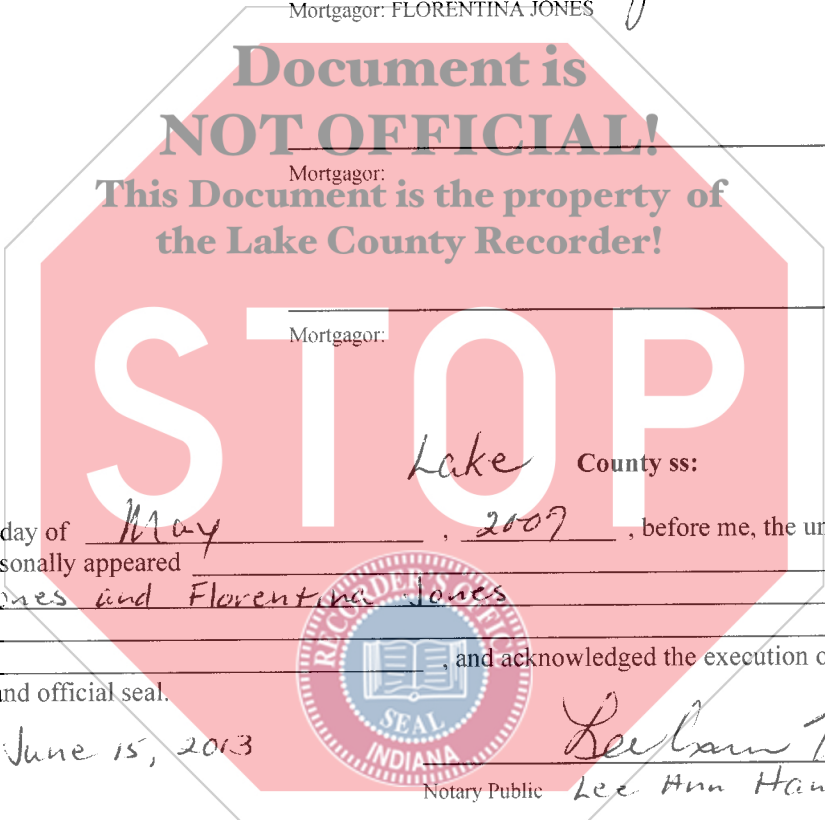 Mortgagor: FLORENTINA JONES
Document is
NOT OFFICIAL!
Mortgagor:
This Document is the property of
the Lake County Recorder!
STOP
Mortgagor:
Lake County ss:
day of May , 2007 , before me, the un
sonally appeared
ones and Florentina Jones
, and acknowledged the execution o
nd official seal.
June 15, 2013
Notary Public Lee Ann Han
RECORDER'S OFFIC
SEAL
INDIANA